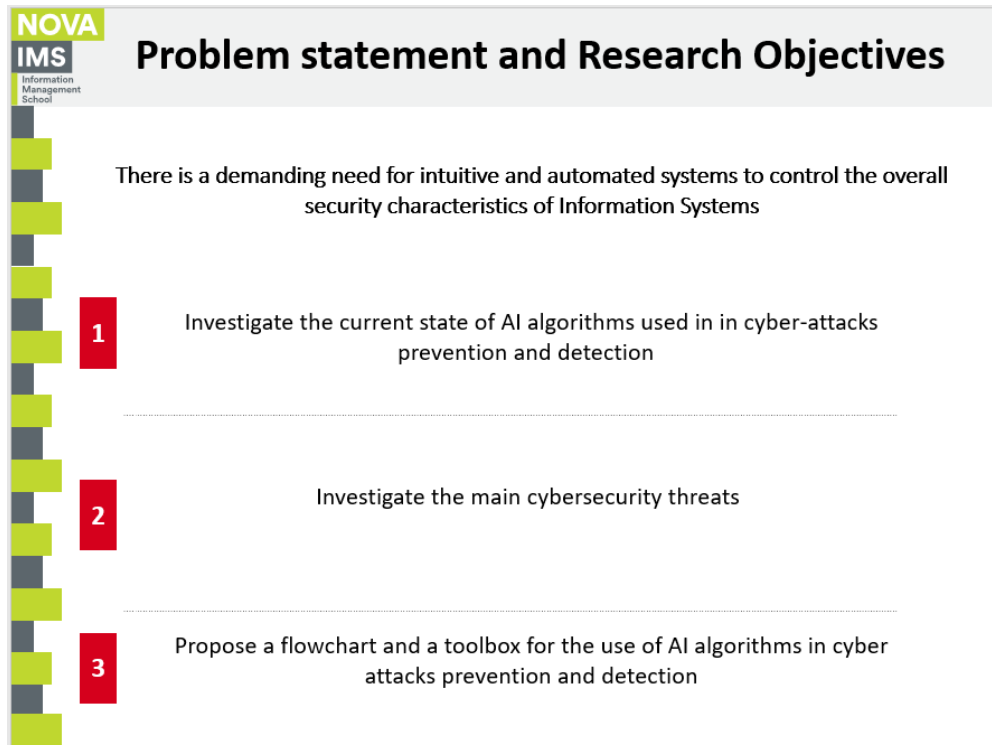 NOVA
IMS
Information
Management
School
Problem statement and Research Objectives
There is a demanding need for intuitive and automated systems to control the overall
security characteristics of Information Systems
1
Investigate the current state of AI algorithms used in in cyber-attacks
prevention and detection
2
Investigate the main cybersecurity threats
3
Propose a flowchart and a toolbox for the use of AI algorithms in cyber
attacks prevention and detection